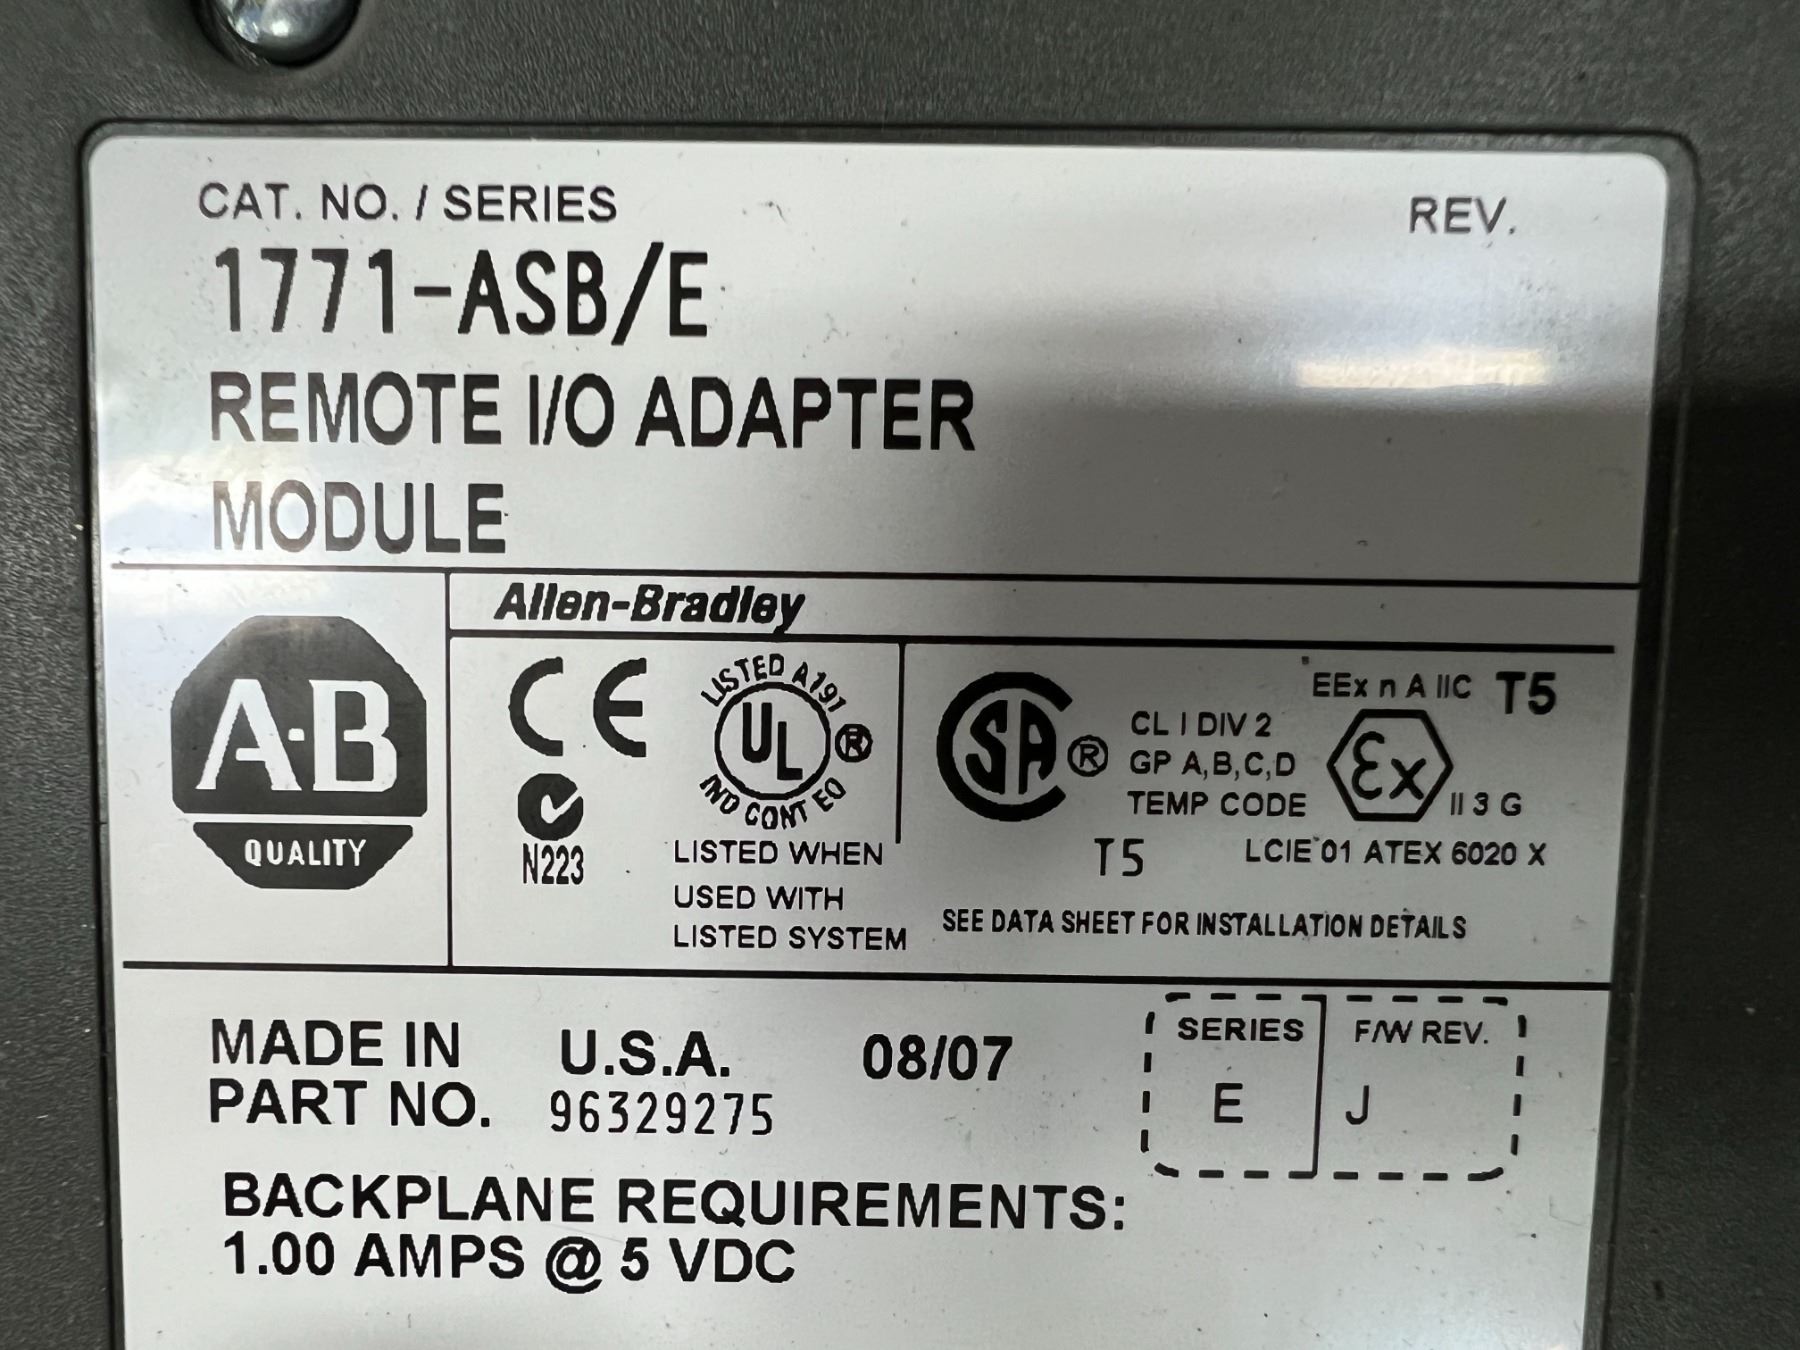 CAT. NO. / SERIES
REV.
1771-ASB/E
REMOTE I/O ADAPTER
MODULE
Allen-Bradley
A-B
QUALITY
CE
N223
LISTED A197
UL ®
IND CONT EQ
LISTED WHEN
USED WITH
LISTED SYSTEM
SA ®
CL I DIV 2
GP A,B,C,D
TEMP CODE
T5
EEx n A IIC T5
Ex
II 3 G
LCIE 01 ATEX 6020 X
SEE DATA SHEET FOR INSTALLATION DETAILS
MADE IN U.S.A. 08/07
PART NO. 96329275
SERIES F/W REV.
E J
BACKPLANE REQUIREMENTS:
1.00 AMPS @ 5 VDC